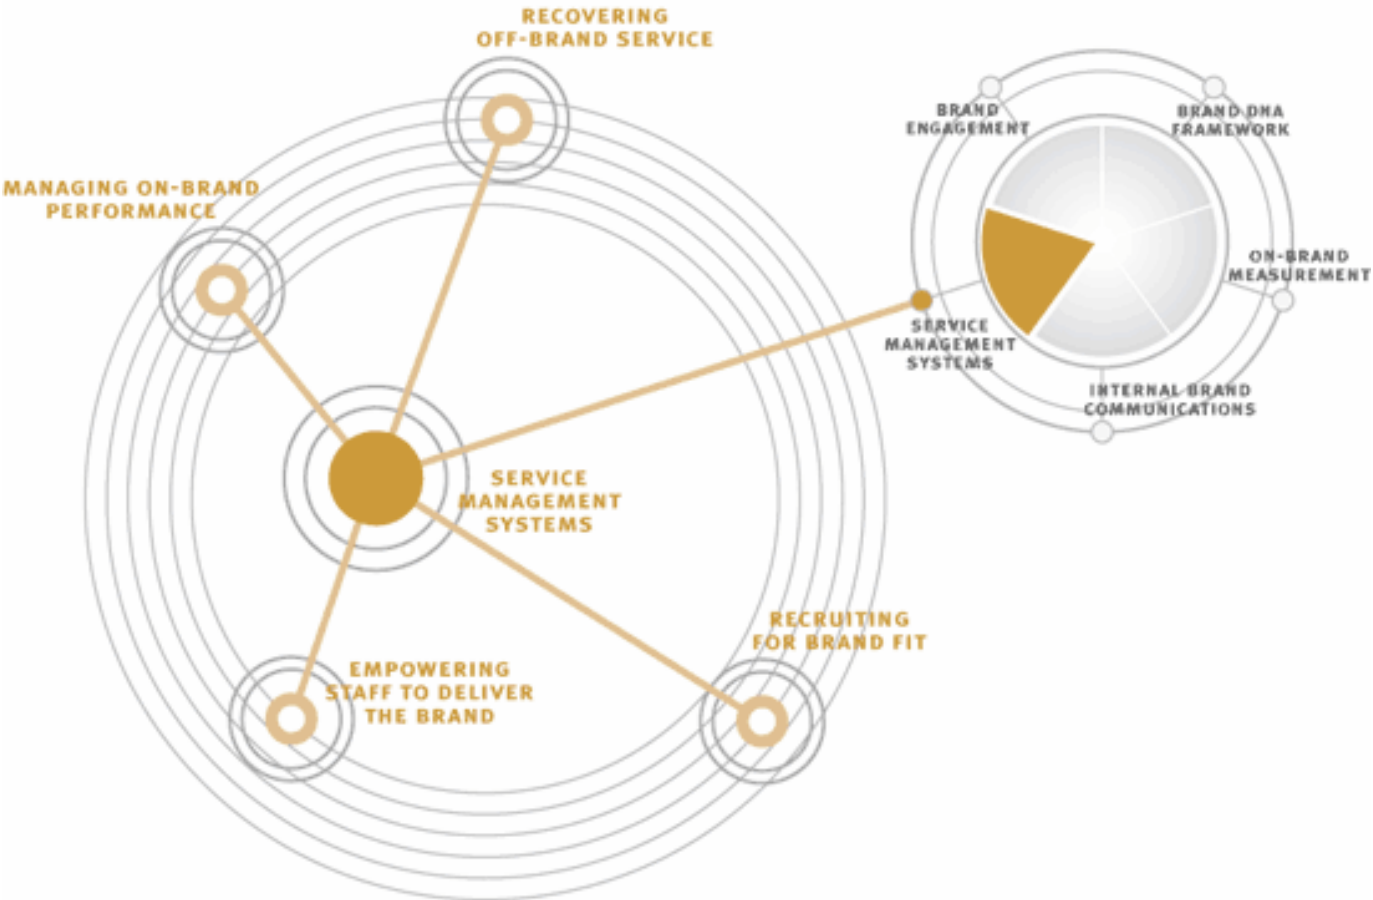 RECOVERING
OFF-BRAND SERVICE
MANAGING ON-BRAND
PERFORMANCE
SERVICE
MANAGEMENT
SYSTEMS
EMPOWERING
STAFF TO DELIVER
THE BRAND
RECRUITING
FOR BRAND FIT
BRAND
ENGAGEMENT
BRAND DNA
FRAMEWORK
ON-BRAND
MEASUREMENT
SERVICE
MANAGEMENT
SYSTEMS
INTERNAL BRAND
COMMUNICATIONS